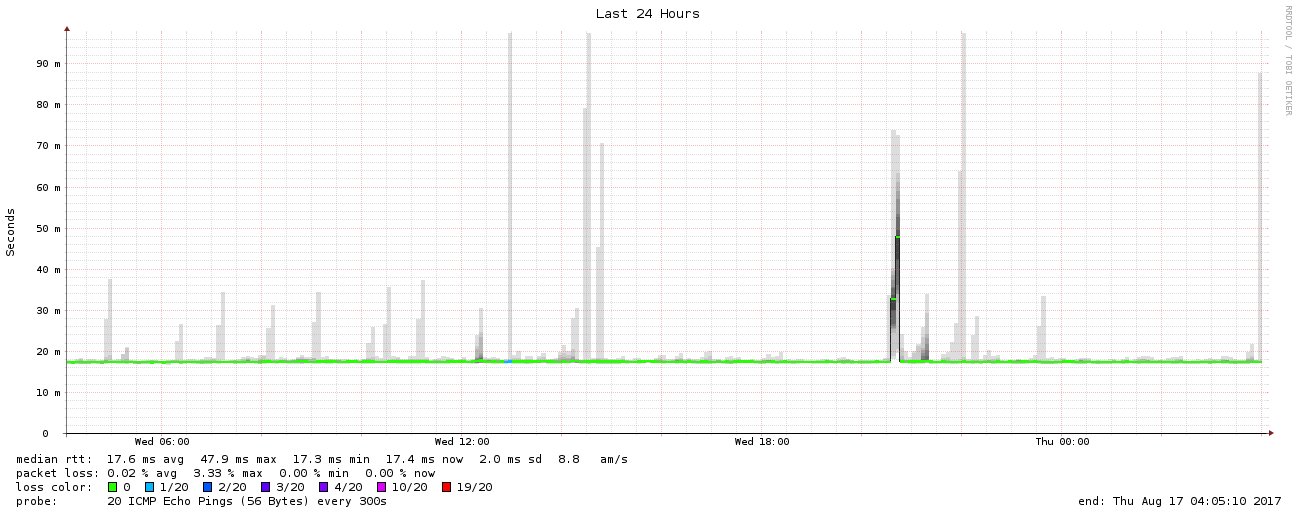 Last 24 Hours
RRDTOOL / TOBI OETIKER
Seconds
90 m
80 m
70 m
60 m
50 m
40 m
30 m
20 m
10 m
0
Wed 06:00 Wed 12:00 Wed 18:00 Thu 00:00
median rtt: 17.6 ms avg 47.9 ms max 17.3 ms min 17.4 ms now 2.0 ms sd 8.8 am/s
packet loss: 0.02 % avg 3.33 % max 0.00 % min 0.00 % now
loss color: 0 1/20 2/20 3/20 4/20 10/20 19/20
probe: 20 ICMP Echo Pings (56 Bytes) every 300s end: Thu Aug 17 04:05:10 2017